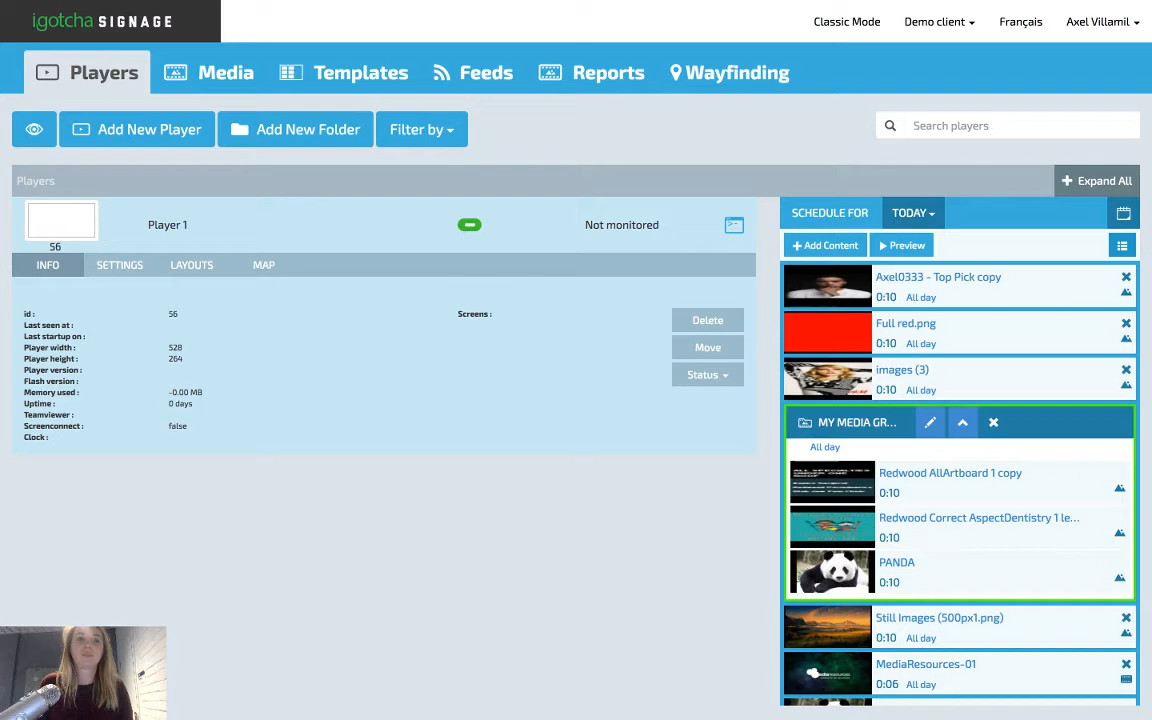 igotcha SIGNAGE
Classic Mode
Demo client
Français
Axel Villamil
Players
Media
Templates
Feeds
Reports
Wayfinding
Add New Player
Add New Folder
Filter by
Search players
Players
Expand All
56
Player 1
Not monitored
INFO
SETTINGS
LAYOUTS
MAP
id : 56
Last seen at :
Last startup on :
Player width : 528
Player height : 264
Player version :
Flash version :
Memory used : -0.00 MB
Uptime : 0 days
Teamviewer :
Screenconnect : false
Clock :
Screens :
Delete
Move
Status
SCHEDULE FOR
TODAY
Add Content
Preview
Axel0333 - Top Pick copy
0:10 All day
Full red.png
0:10 All day
images (3)
0:10 All day
MY MEDIA GR...
All day
ALL SPECIALTIES
UNDER ONE
Redwood AllArtboard 1 copy
0:10
Redwood Correct AspectDentistry 1 le...
0:10
PANDA
0:10
Still Images (500px1.png)
0:10 All day
MediaResources-01
0:06 All day